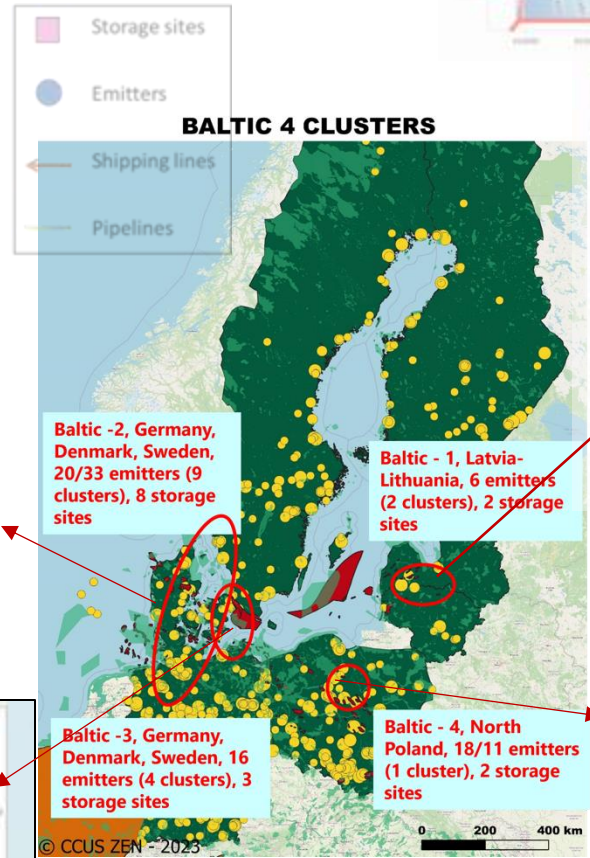 Storage sites
Emitters
Shipping lines
Pipelines
BALTIC 4 CLUSTERS
Baltic -2, Germany,
Denmark, Sweden,
20/33 emitters (9
clusters), 8 storage
sites
Baltic - 1, Latvia-
Lithuania, 6 emitters
(2 clusters), 2 storage
sites
Baltic -3, Germany,
Denmark, Sweden, 16
emitters (4 clusters), 3
storage sites
Baltic - 4, North
Poland, 18/11 emitters
(1 cluster), 2 storage
sites
0 200 400 km
© CCUS ZEN - 2023